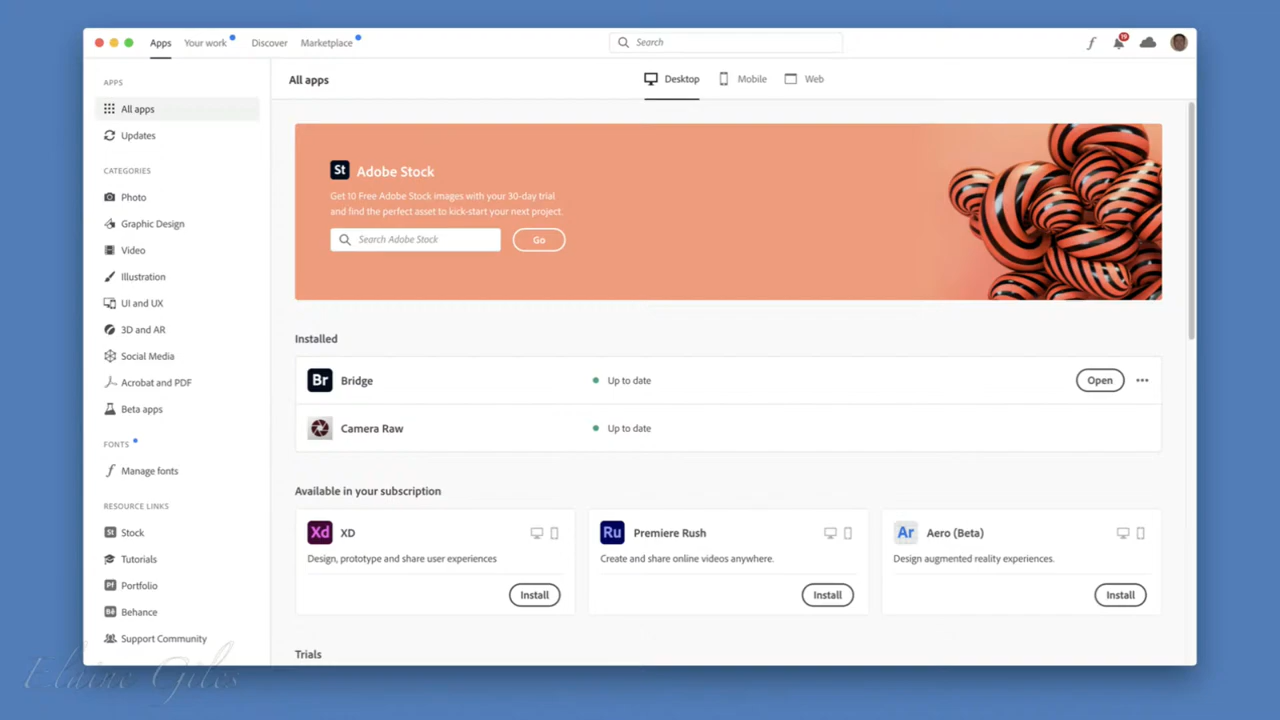 Apps
Your work
Discover
Marketplace
Search
19
APPS
All apps
Updates
CATEGORIES
Photo
Graphic Design
Video
Illustration
UI and UX
3D and AR
Social Media
Acrobat and PDF
Beta apps
FONTS
Manage fonts
RESOURCE LINKS
St Stock
Tutorials
Pf Portfolio
Bē Behance
Support Community
All apps
Desktop
Mobile
Web
St Adobe Stock
Get 10 Free Adobe Stock images with your 30-day trial
and find the perfect asset to kick-start your next project.
Search Adobe Stock
Go
Installed
Br Bridge
Up to date
Open
Camera Raw
Up to date
Available in your subscription
Xd XD
Design, prototype and share user experiences
Install
Ru Premiere Rush
Create and share online videos anywhere.
Install
Ar Aero (Beta)
Design augmented reality experiences.
Install
Trials
Elaine Giles